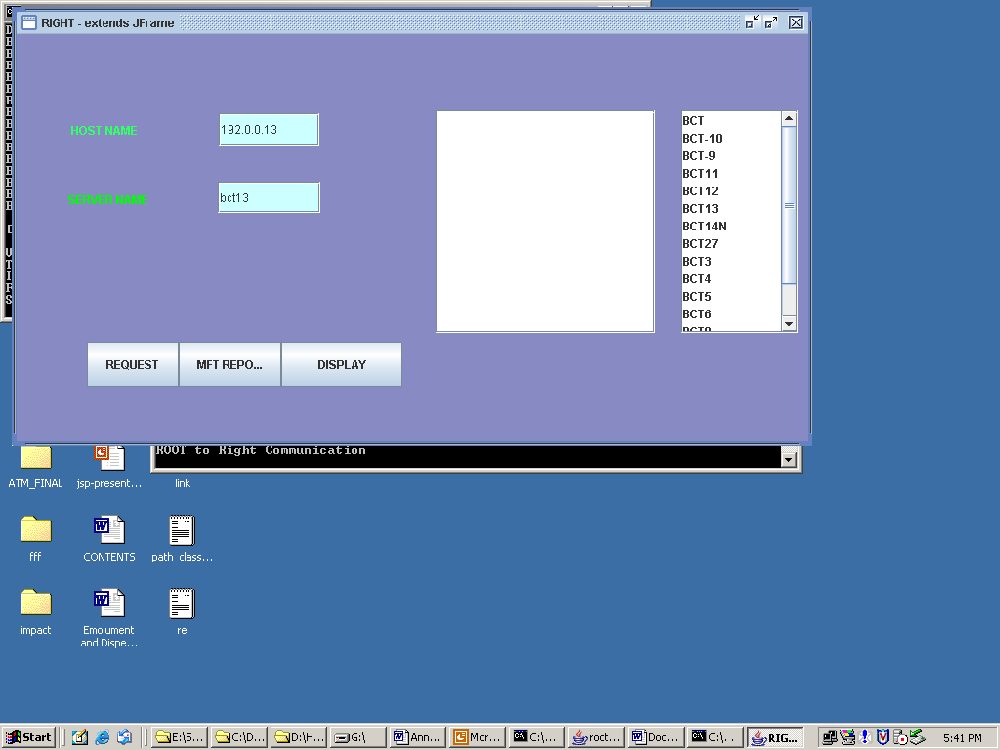 RIGHT - extends JFrame
HOST NAME
192.0.0.13
SERVER NAME
bct13
BCT
BCT-10
BCT-9
BCT11
BCT12
BCT13
BCT14N
BCT27
BCT3
BCT4
BCT5
BCT6
REQUEST
MFT REPO...
DISPLAY
ROOT to Right Communication
ATM_FINAL
jsp-present...
link
fff
CONTENTS
path_class...
impact
Emolument
and Dispe...
re
Start
E:\S...
C:\D...
D:\H...
G:\
Ann...
Micr...
C:\...
root...
Doc...
C:\...
RIG...
5:41 PM